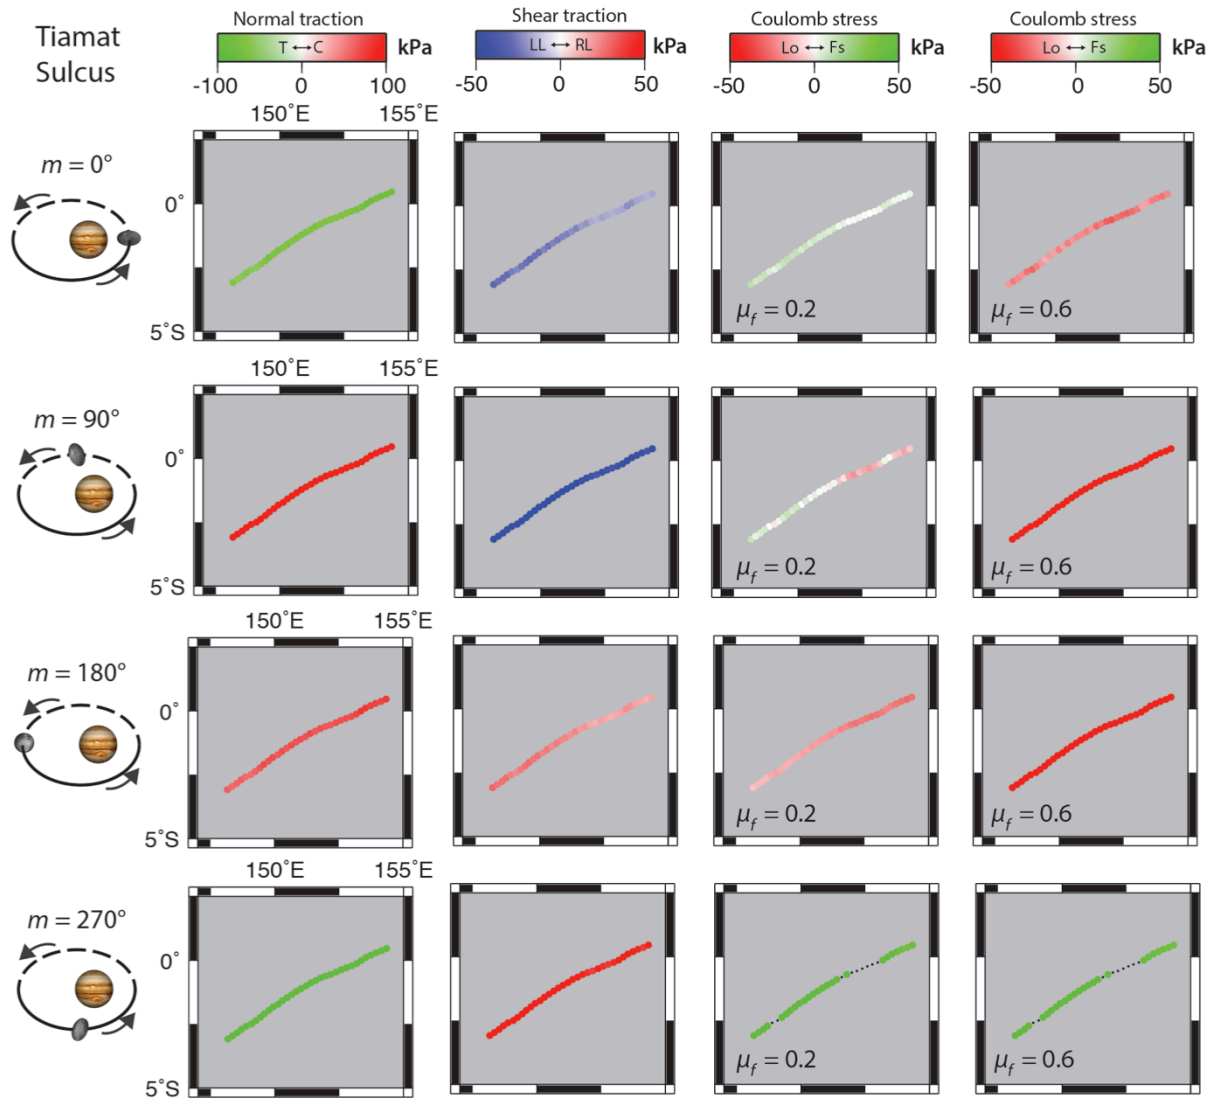 Tiamat
Sulcus
Normal traction
T ↔ C
kPa
-100 0 100
Shear traction
LL ↔ RL
kPa
-50 0 50
Coulomb stress
Lo ↔ Fs
kPa
-50 0 50
Coulomb stress
Lo ↔ Fs
kPa
-50 0 50
m = 0°
150˚E 155˚E
0˚
5˚S
μf = 0.2
μf = 0.6
m = 90°
150˚E 155˚E
0˚
5˚S
μf = 0.2
μf = 0.6
m = 180°
150˚E 155˚E
0˚
5˚S
μf = 0.2
μf = 0.6
m = 270°
150˚E 155˚E
0˚
5˚S
μf = 0.2
μf = 0.6